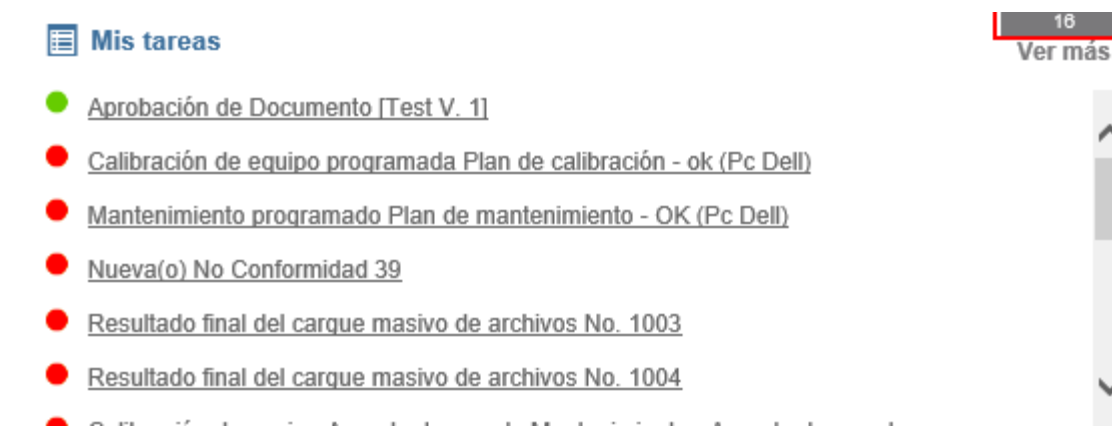 16
Mis tareas
Ver más
Aprobación de Documento [Test V. 1]
Calibración de equipo programada Plan de calibración - ok (Pc Dell)
Mantenimiento programado Plan de mantenimiento - OK (Pc Dell)
Nueva(o) No Conformidad 39
Resultado final del cargue masivo de archivos No. 1003
Resultado final del cargue masivo de archivos No. 1004